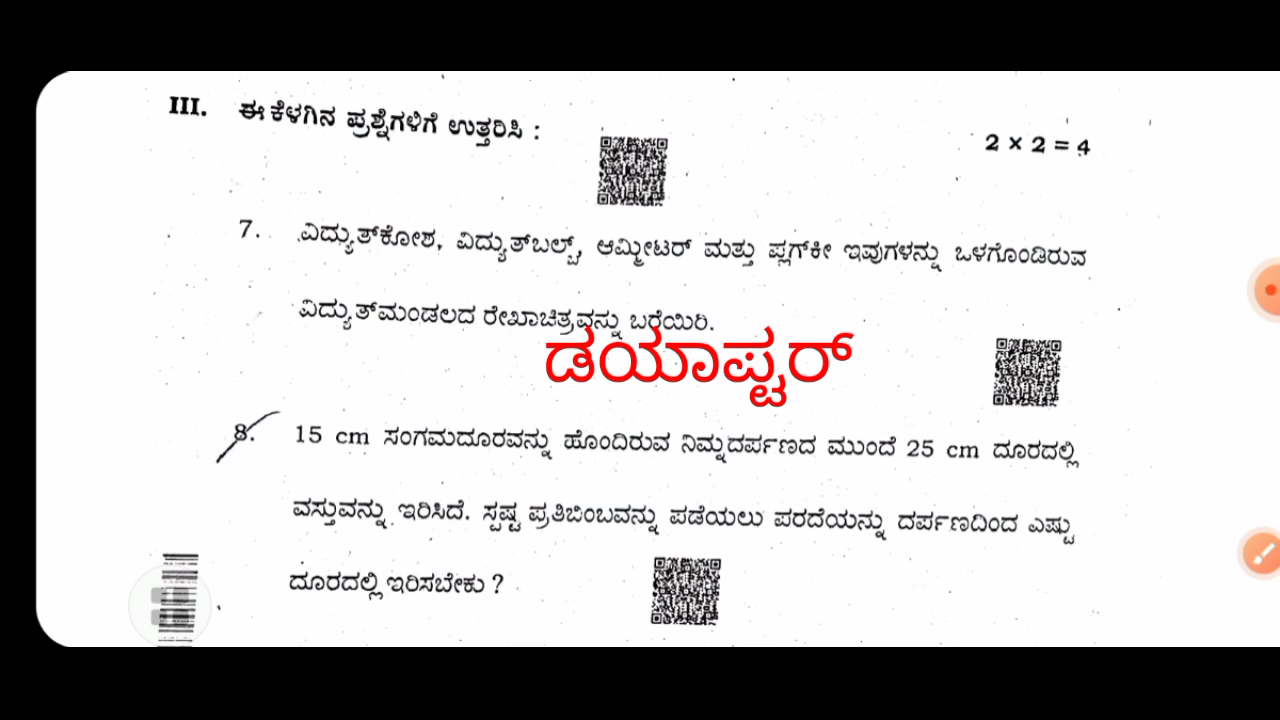 III. ಈ ಕೆಳಗಿನ ಪ್ರಶ್ನೆಗಳಿಗೆ ಉತ್ತರಿಸಿ : 2 × 2 = 4
7. ವಿದ್ಯುತ್‌ಕೋಶ, ವಿದ್ಯುತ್‌ಬಲ್ಬ್, ಆಮ್ಮೀಟರ್ ಮತ್ತು ಪ್ಲಗ್‌ಕೀ ಇವುಗಳನ್ನು ಒಳಗೊಂಡಿರುವ
ವಿದ್ಯುತ್‌ಮಂಡಲದ ರೇಖಾಚಿತ್ರವನ್ನು ಬರೆಯಿರಿ.
ಡಯಾಪ್ಟರ್
8. 15 cm ಸಂಗಮದೂರವನ್ನು ಹೊಂದಿರುವ ನಿಮ್ನದರ್ಪಣದ ಮುಂದೆ 25 cm ದೂರದಲ್ಲಿ
ವಸ್ತುವನ್ನು ಇರಿಸಿದೆ. ಸ್ಪಷ್ಟ ಪ್ರತಿಬಿಂಬವನ್ನು ಪಡೆಯಲು ಪರದೆಯನ್ನು ದರ್ಪಣದಿಂದ ಎಷ್ಟು
ದೂರದಲ್ಲಿ ಇರಿಸಬೇಕು ?